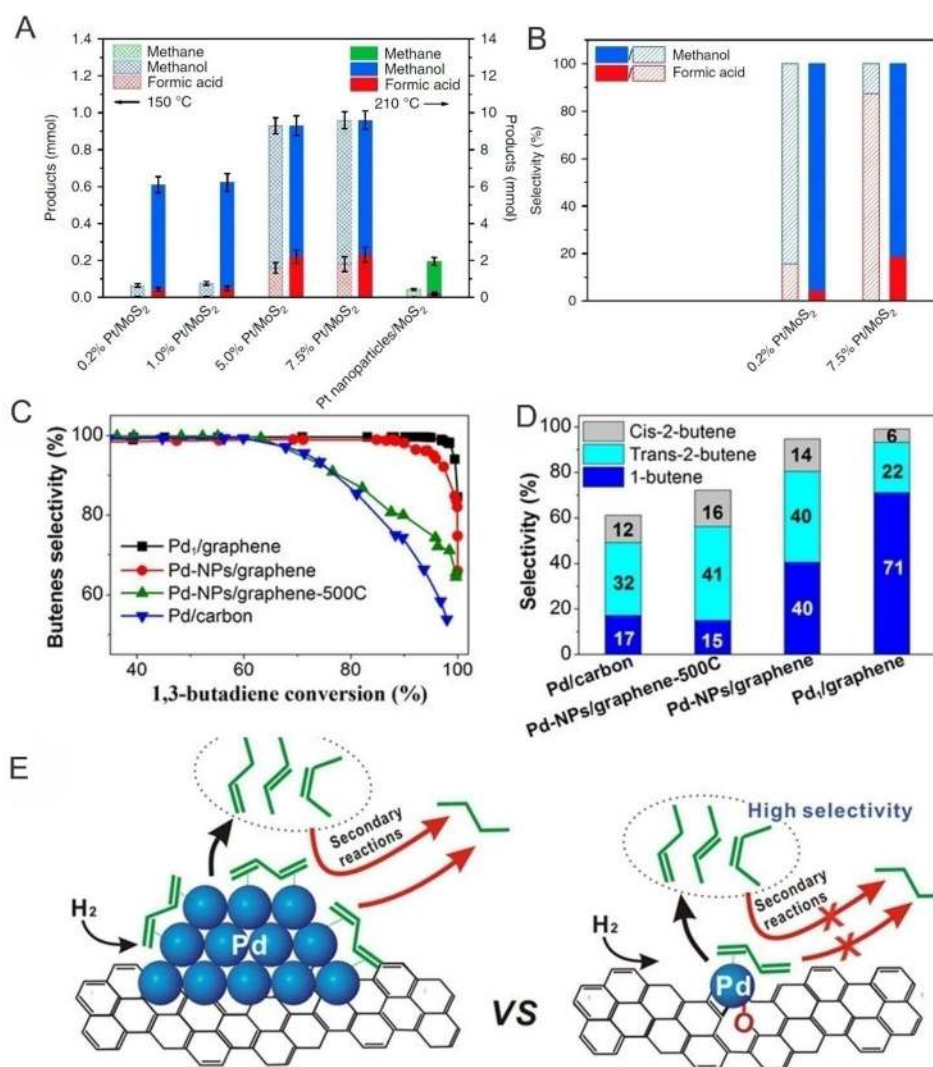 A
1.4
1.2
1.0
0.8
0.6
0.4
0.2
0.0
Products (mmol)
Methane
Methanol
Formic acid
150 °C
Methane
Methanol
Formic acid
210 °C
14
12
10
8
6
4
2
0
Products (mmol)
0.2% Pt/MoS₂
1.0% Pt/MoS₂
5.0% Pt/MoS₂
7.5% Pt/MoS₂
Pt nanoparticles/MoS₂
B
Methanol
Formic acid
100
80
60
40
20
0
Selectivity (%)
0.2% Pt/MoS₂
7.5% Pt/MoS₂
C
100
80
60
Butenes selectivity (%)
Pd₁/graphene
Pd-NPs/graphene
Pd-NPs/graphene-500C
Pd/carbon
40
60
80
100
1,3-butadiene conversion (%)
D
100
80
60
40
20
0
Selectivity (%)
Cis-2-butene
Trans-2-butene
1-butene
12
32
17
16
41
15
14
40
40
6
22
71
Pd/carbon
Pd-NPs/graphene-500C
Pd-NPs/graphene
Pd₁/graphene
E
Secondary
reactions
H₂
Pd
VS
High selectivity
Secondary
reactions
H₂
Pd
O